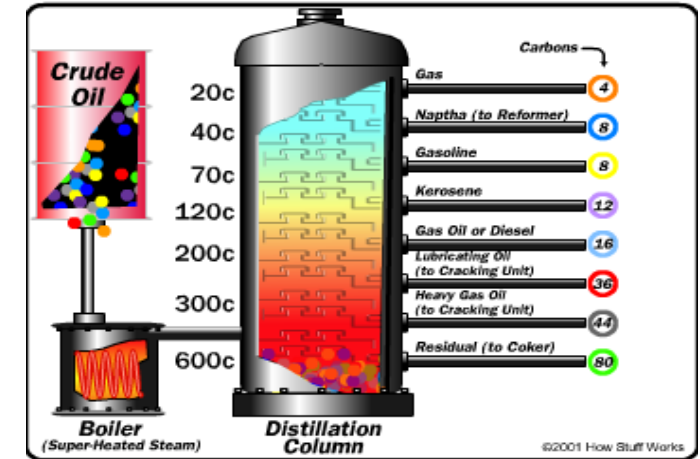 Crude
Oil
20c
40c
70c
120c
200c
300c
600c
Boiler
(Super-Heated Steam)
Distillation
Column
Carbons
Gas
4
Naptha (to Reformer)
8
Gasoline
8
Kerosene
12
Gas Oil or Diesel
16
Lubricating Oil
(to Cracking Unit)
36
Heavy Gas Oil
(to Cracking Unit)
44
Residual (to Coker)
80
©2001 How Stuff Works